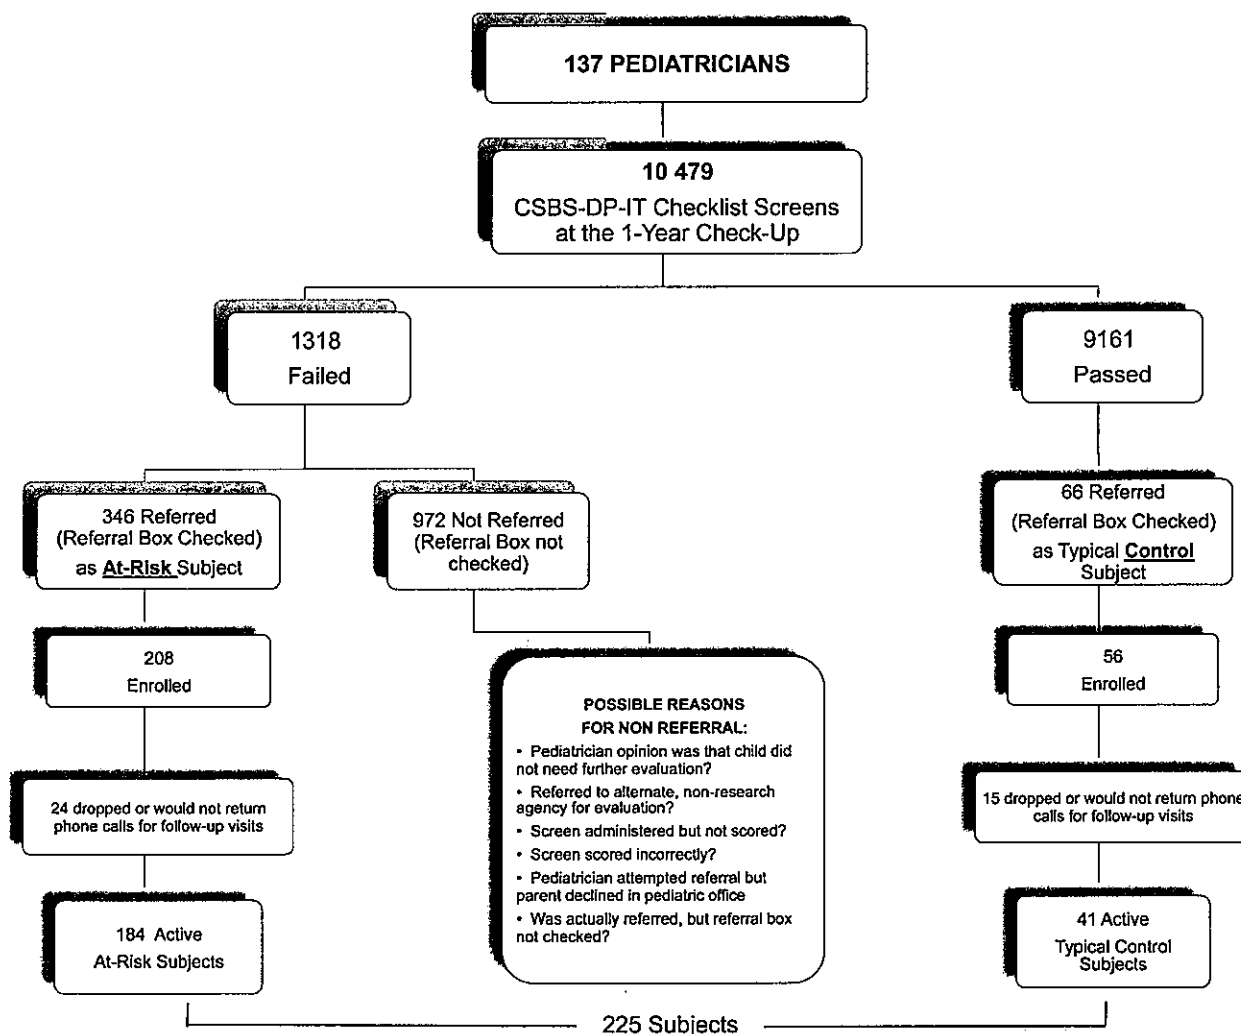 137 PEDIATRICIANS
10 479
CSBS-DP-IT Checklist Screens
at the 1-Year Check-Up
1318
Failed
9161
Passed
346 Referred
(Referral Box Checked)
as At-Risk Subject
972 Not Referred
(Referral Box not
checked)
66 Referred
(Referral Box Checked)
as Typical Control
Subject
208
Enrolled
56
Enrolled
POSSIBLE REASONS
FOR NON REFERRAL:
• Pediatrician opinion was that child did
not need further evaluation?
• Referred to alternate, non-research
agency for evaluation?
• Screen administered but not scored?
• Screen scored incorrectly?
• Pediatrician attempted referral but
parent declined in pediatric office
• Was actually referred, but referral box
not checked?
24 dropped or would not return
phone calls for follow-up visits
15 dropped or would not return phone
calls for follow-up visits
184 Active
At-Risk Subjects
41 Active
Typical Control
Subjects
225 Subjects